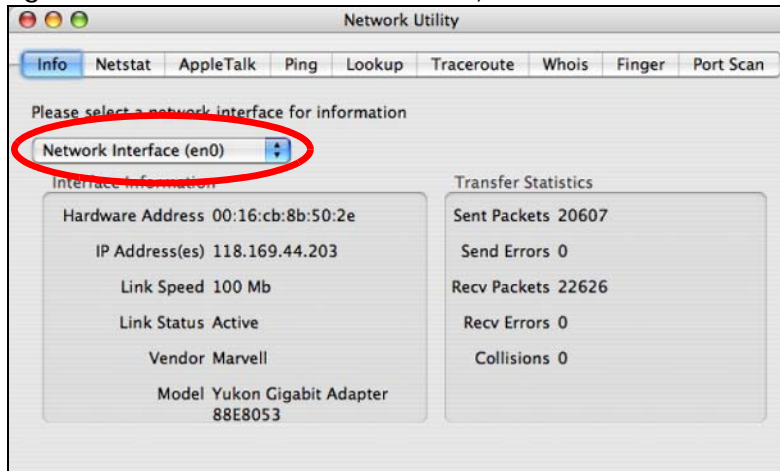 Network Utility
Info Netstat AppleTalk Ping Lookup Traceroute Whois Finger Port Scan
Please select a network interface for information
Network Interface (en0)
Interface Information
Hardware Address 00:16:cb:8b:50:2e
IP Address(es) 118.169.44.203
Link Speed 100 Mb
Link Status Active
Vendor Marvell
Model Yukon Gigabit Adapter
88E8053
Transfer Statistics
Sent Packets 20607
Send Errors 0
Recv Packets 22626
Recv Errors 0
Collisions 0